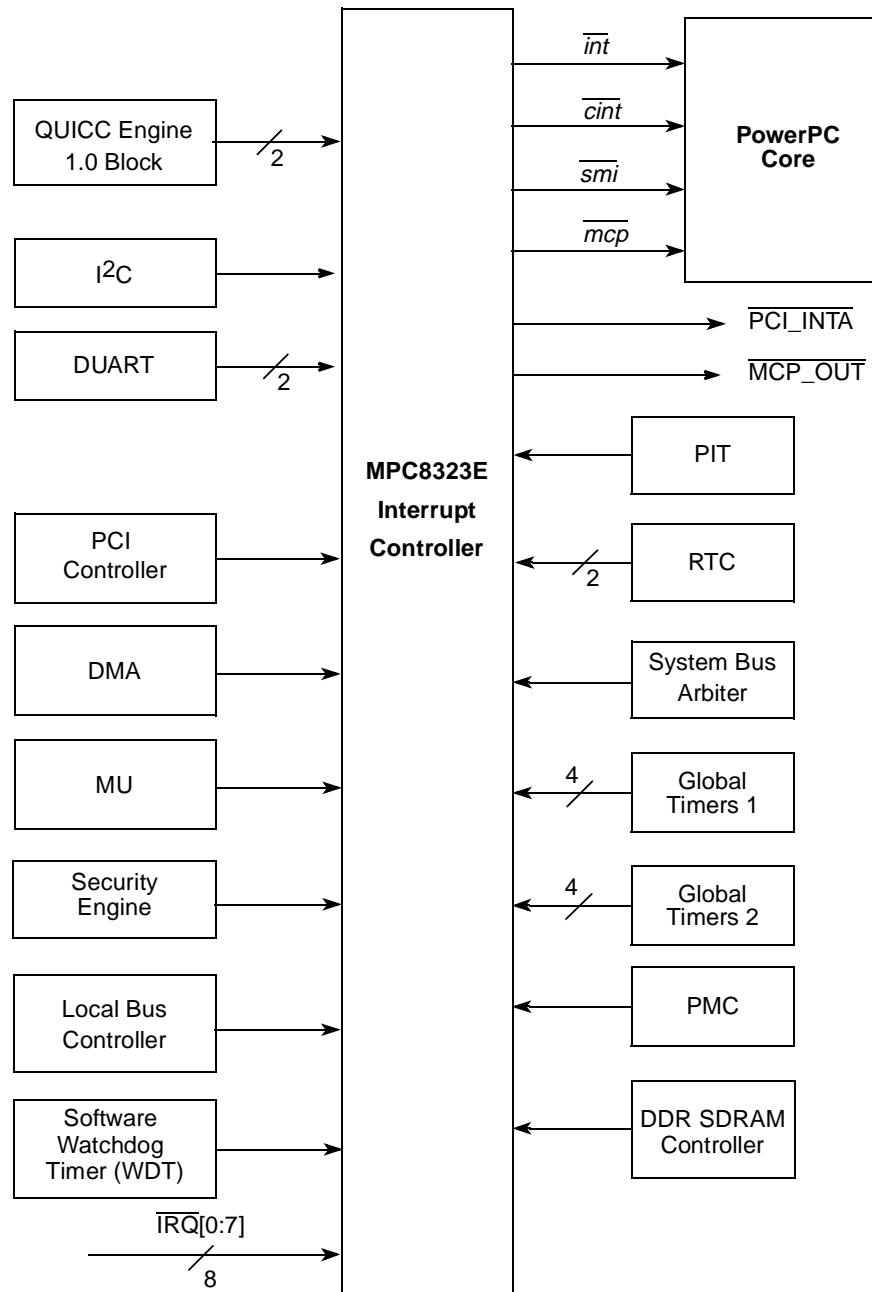 int
cint
smi
mcp
PowerPC
Core
QUICC Engine
1.0 Block
2
I2C
DUART
2
PCI_INTA
MCP_OUT
MPC8323E
Interrupt
Controller
PIT
PCI
Controller
RTC
2
DMA
System Bus
Arbiter
MU
4
Global
Timers 1
Security
Engine
4
Global
Timers 2
Local Bus
Controller
PMC
Software
Watchdog
Timer (WDT)
DDR SDRAM
Controller
IRQ[0:7]
8